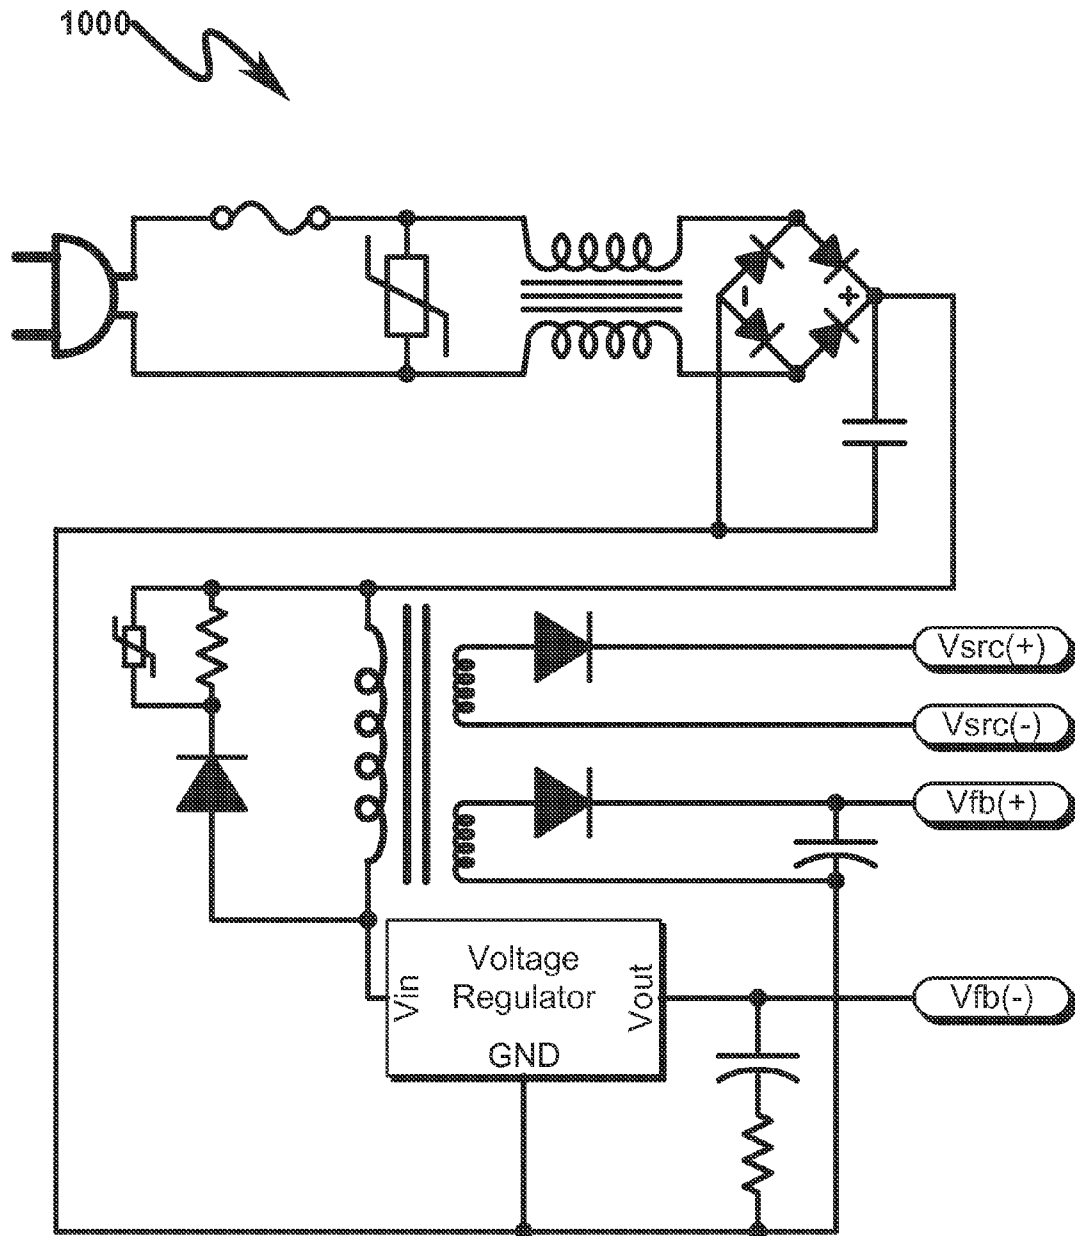 1000
- +
Vsrc(+)
Vsrc(-)
Vfb(+)
Voltage
Regulator
Vin
Vout
GND
Vfb(-)